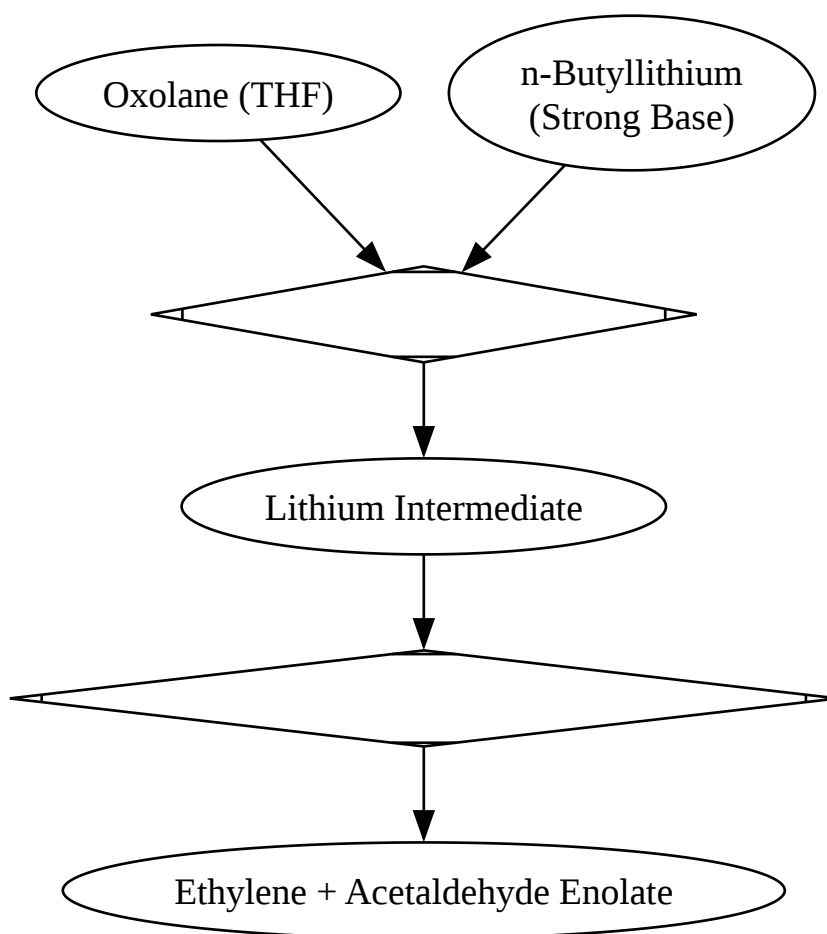 Oxolane (THF)
n-Butyllithium
(Strong Base)
Lithium Intermediate
Ethylene + Acetaldehyde Enolate